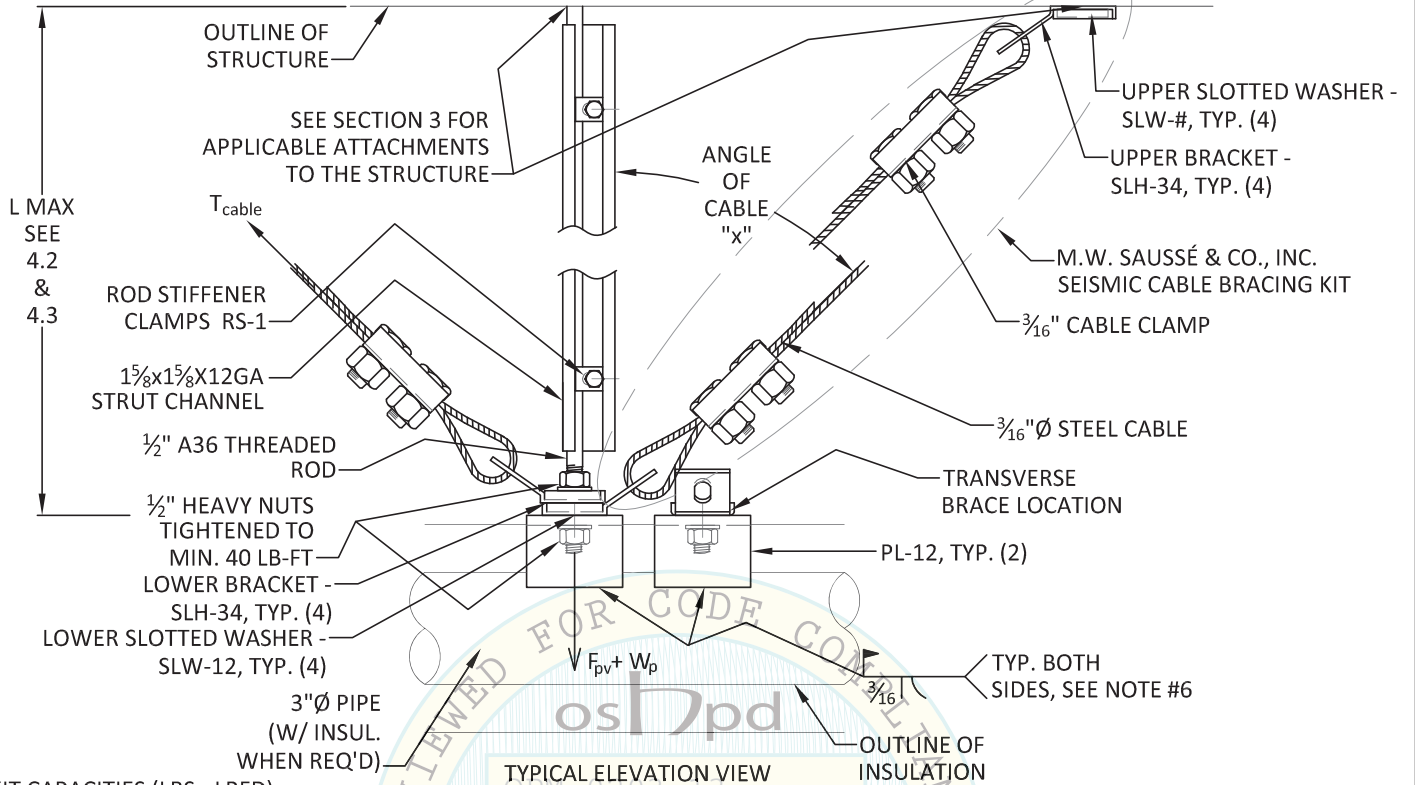 OUTLINE OF
STRUCTURE
SEE SECTION 3 FOR
APPLICABLE ATTACHMENTS
TO THE STRUCTURE
ANGLE
OF
CABLE
"x"
UPPER SLOTTED WASHER -
SLW-#, TYP. (4)
UPPER BRACKET -
SLH-34, TYP. (4)
L MAX
SEE
4.2
&
4.3
Tcable
M.W. SAUSSÉ & CO., INC.
SEISMIC CABLE BRACING KIT
ROD STIFFENER
CLAMPS RS-1
3/16" CABLE CLAMP
1 5/8x1 5/8X12GA
STRUT CHANNEL
3/16"Ø STEEL CABLE
1/2" A36 THREADED
ROD
TRANSVERSE
BRACE LOCATION
1/2" HEAVY NUTS
TIGHTENED TO
MIN. 40 LB-FT
PL-12, TYP. (2)
LOWER BRACKET -
SLH-34, TYP. (4)
LOWER SLOTTED WASHER -
SLW-12, TYP. (4)
Fpv+ Wp
3/16
TYP. BOTH
SIDES, SEE NOTE #6
3"Ø PIPE
(W/ INSUL.
WHEN REQ'D)
OUTLINE OF
INSULATION
FOR CODE
oshpd
TYPICAL ELEVATION VIEW